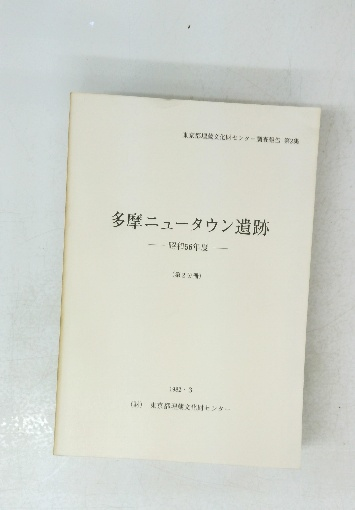 東京都埋蔵文化財センター調査報告 第2集
多摩ニュータウン遺跡
— 昭和56年度 —
(第2分冊)
1982・3
(財) 東京都埋蔵文化財センター